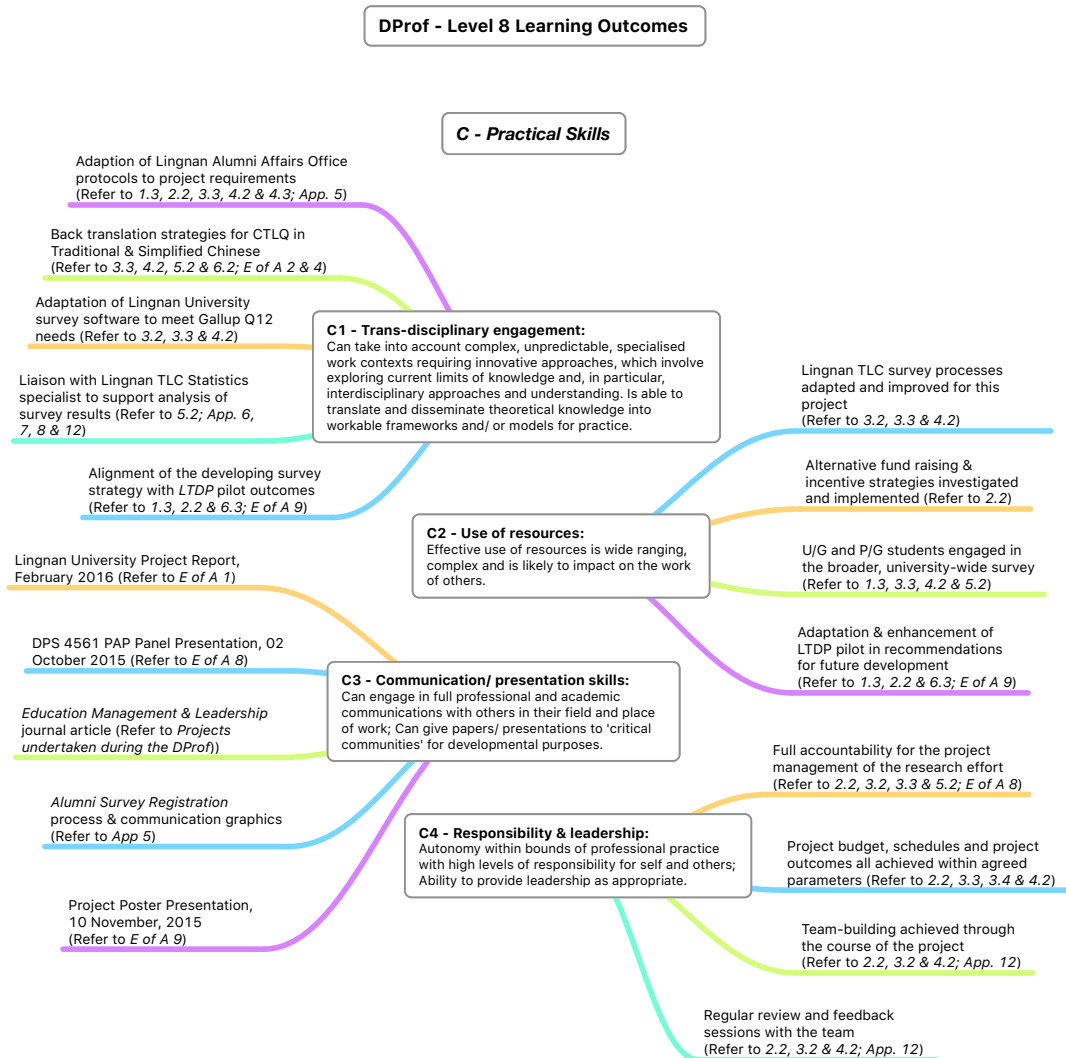 DProf - Level 8 Learning Outcomes
C - Practical Skills
Adaption of Lingnan Alumni Affairs Office
protocols to project requirements
(Refer to 1.3, 2.2, 3.3, 4.2 & 4.3; App. 5)
Back translation strategies for CTLQ in
Traditional & Simplified Chinese
(Refer to 3.3, 4.2, 5.2 & 6.2; E of A 2 & 4)
Adaptation of Lingnan University
survey software to meet Gallup Q12
needs (Refer to 3.2, 3.3 & 4.2)
Liaison with Lingnan TLC Statistics
specialist to support analysis of
survey results (Refer to 5.2; App. 6,
7, 8 & 12)
Alignment of the developing survey
strategy with LTDP pilot outcomes
(Refer to 1.3, 2.2 & 6.3; E of A 9)
C1 - Trans-disciplinary engagement:
Can take into account complex, unpredictable, specialised
work contexts requiring innovative approaches, which involve
exploring current limits of knowledge and, in particular,
interdisciplinary approaches and understanding. Is able to
translate and disseminate theoretical knowledge into
workable frameworks and/ or models for practice.
Lingnan TLC survey processes
adapted and improved for this
project
(Refer to 3.2, 3.3 & 4.2)
Alternative fund raising &
incentive strategies investigated
and implemented (Refer to 2.2)
U/G and P/G students engaged in
the broader, university-wide survey
(Refer to 1.3, 3.3, 4.2 & 5.2)
Adaptation & enhancement of
LTDP pilot in recommendations
for future development
(Refer to 1.3, 2.2 & 6.3; E of A 9)
C2 - Use of resources:
Effective use of resources is wide ranging,
complex and is likely to impact on the work
of others.
Lingnan University Project Report,
February 2016 (Refer to E of A 1)
DPS 4561 PAP Panel Presentation, 02
October 2015 (Refer to E of A 8)
Education Management & Leadership
journal article (Refer to Projects
undertaken during the DProf))
Alumni Survey Registration
process & communication graphics
(Refer to App 5)
Project Poster Presentation,
10 November, 2015
(Refer to E of A 9)
C3 - Communication/ presentation skills:
Can engage in full professional and academic
communications with others in their field and place
of work; Can give papers/ presentations to 'critical
communities' for developmental purposes.
Full accountability for the project
management of the research effort
(Refer to 2.2, 3.2, 3.3 & 5.2; E of A 8)
Project budget, schedules and project
outcomes all achieved within agreed
parameters (Refer to 2.2, 3.3, 3.4 & 4.2)
Team-building achieved through
the course of the project
(Refer to 2.2, 3.2 & 4.2; App. 12)
Regular review and feedback
sessions with the team
(Refer to 2.2, 3.2 & 4.2; App. 12)
C4 - Responsibility & leadership:
Autonomy within bounds of professional practice
with high levels of responsibility for self and others;
Ability to provide leadership as appropriate.